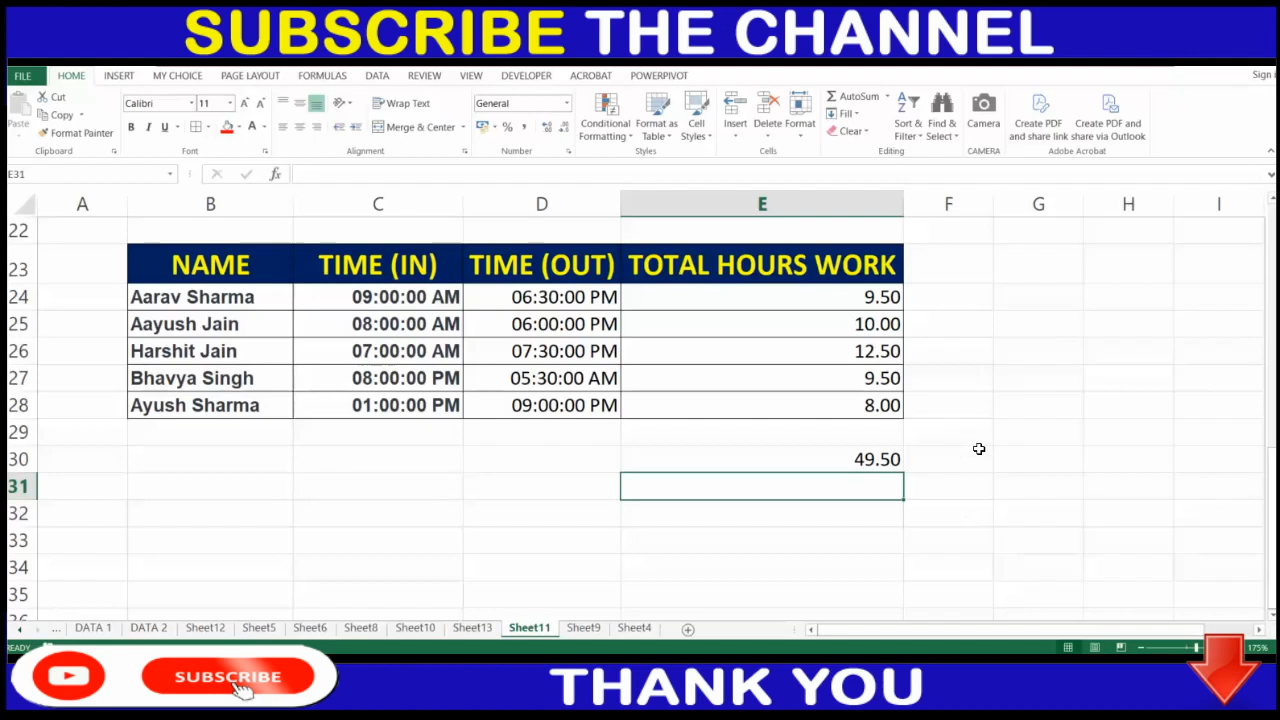 SUBSCRIBE THE CHANNEL
FILE HOME INSERT MY CHOICE PAGE LAYOUT FORMULAS DATA REVIEW VIEW DEVELOPER ACROBAT POWERPIVOT Sign
Cut
Copy
Format Painter
Paste
Clipboard
Calibri 11
B I U
Font
Wrap Text
Merge & Center
Alignment
General
Number
Conditional Formatting
Format as Table
Cell Styles
Styles
Insert Delete Format
Cells
AutoSum
Fill
Clear
Sort & Filter
Find & Select
Editing
Camera
CAMERA
Create PDF and share link
Create PDF and share via Outlook
Adobe Acrobat
E31 fx
A B C D E F G H I
22
23 NAME TIME (IN) TIME (OUT) TOTAL HOURS WORK
24 Aarav Sharma 09:00:00 AM 06:30:00 PM 9.50
25 Aayush Jain 08:00:00 AM 06:00:00 PM 10.00
26 Harshit Jain 07:00:00 AM 07:30:00 PM 12.50
27 Bhavya Singh 08:00:00 PM 05:30:00 AM 9.50
28 Ayush Sharma 01:00:00 PM 09:00:00 PM 8.00
29
30 49.50
31
32
33
34
35
... DATA 1 DATA 2 Sheet12 Sheet5 Sheet6 Sheet8 Sheet10 Sheet13 Sheet11 Sheet9 Sheet4
READY 175%
SUBSCRIBE
THANK YOU